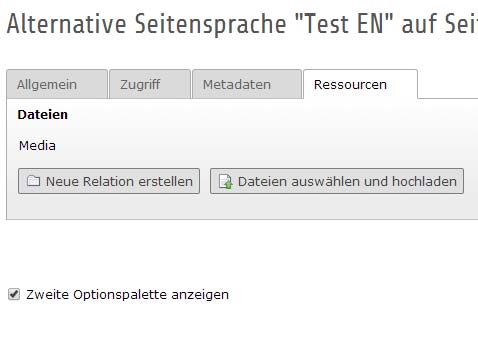 Alternative Seitensprache "Test EN" auf Sei
Allgemein Zugriff Metadaten Ressourcen
Dateien
Media
Neue Relation erstellen Dateien auswählen und hochladen
Zweite Optionspalette anzeigen